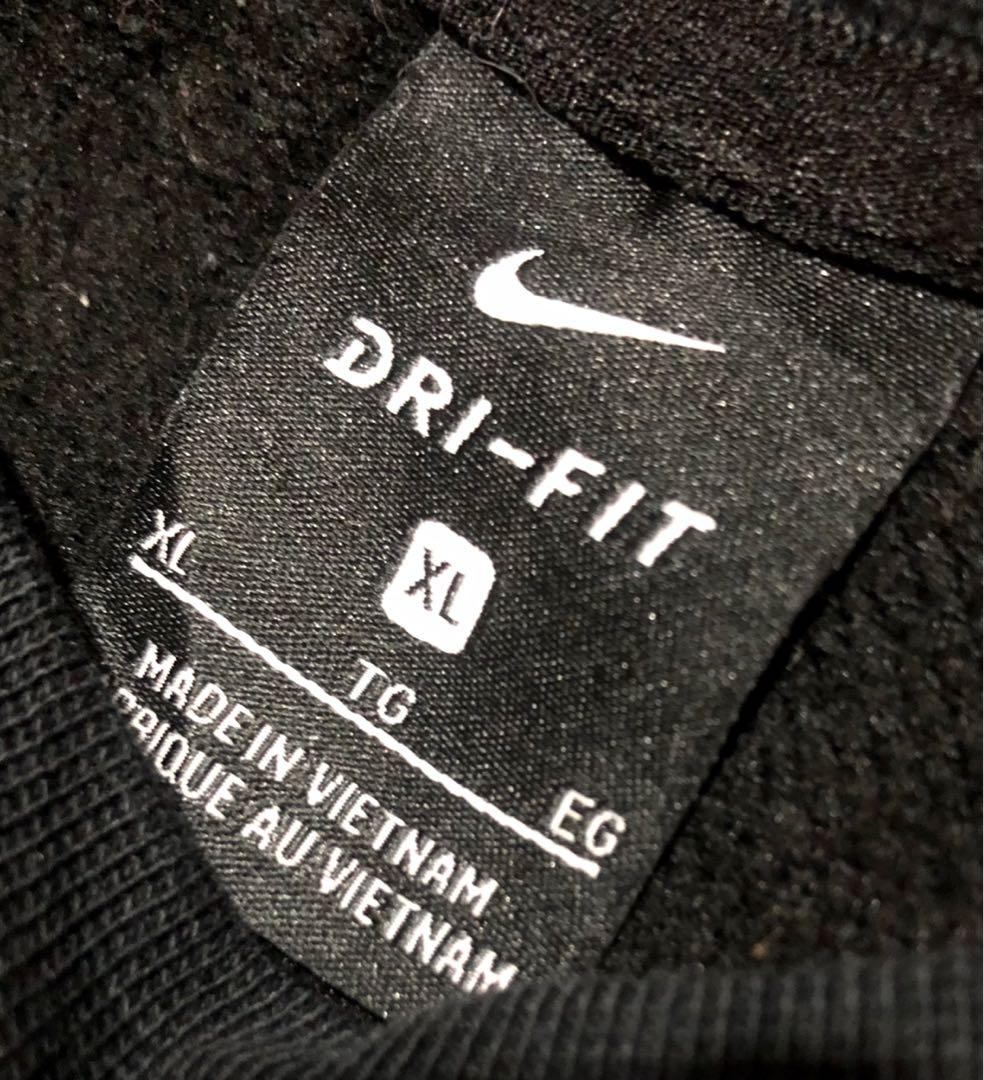 DRI-FIT
XL
XL TG EG
MADE IN VIETNAM
AU VIETNAM